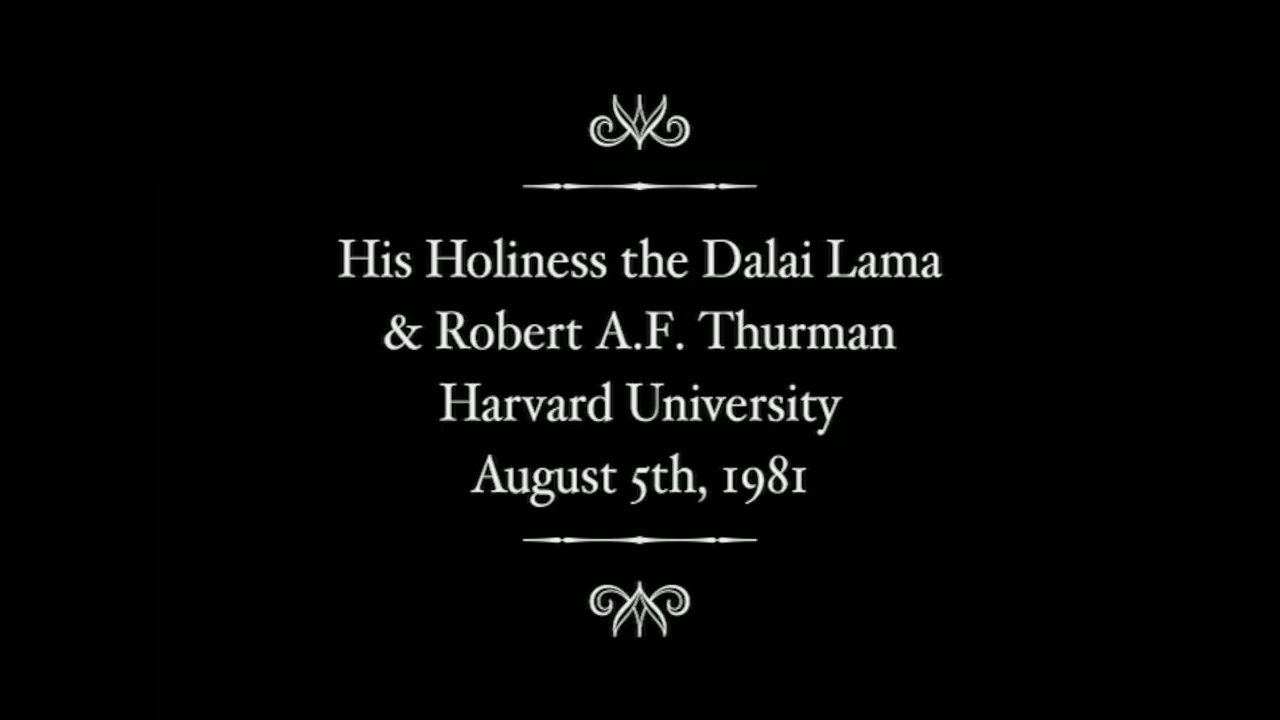 His Holiness the Dalai Lama
& Robert A.F. Thurman
Harvard University
August 5th, 1981